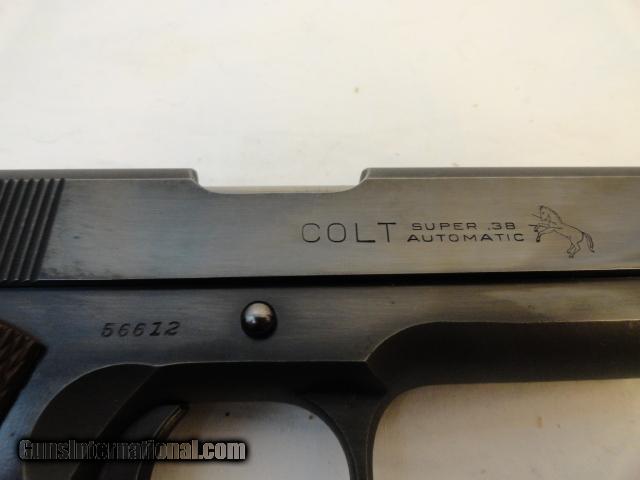 COLT SUPER .38
AUTOMATIC
56612
GunsInternational.com